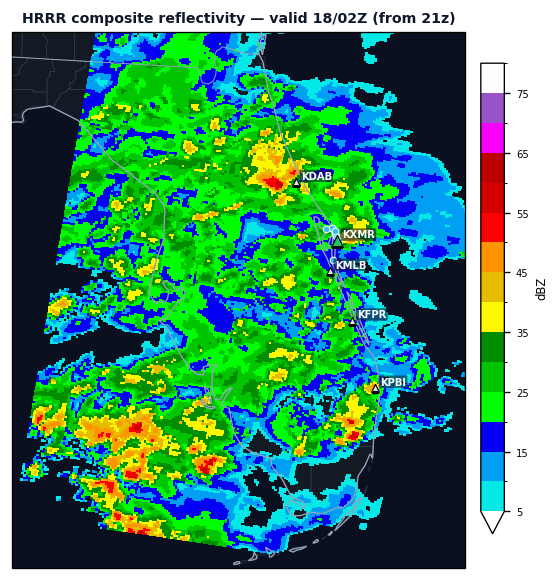 HRRR composite reflectivity — valid 18/02Z (from 21z)
KDAB
KXMR
KMLB
KFPR
KPBI
75
65
55
45
35
25
15
5
dBZ